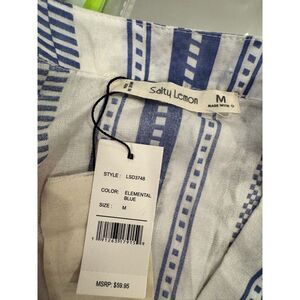 Salty Lemon
M
STYLE : LSD3748
COLOR: ELEMENTAL
BLUE
SIZE : M
MSRP: $59.95